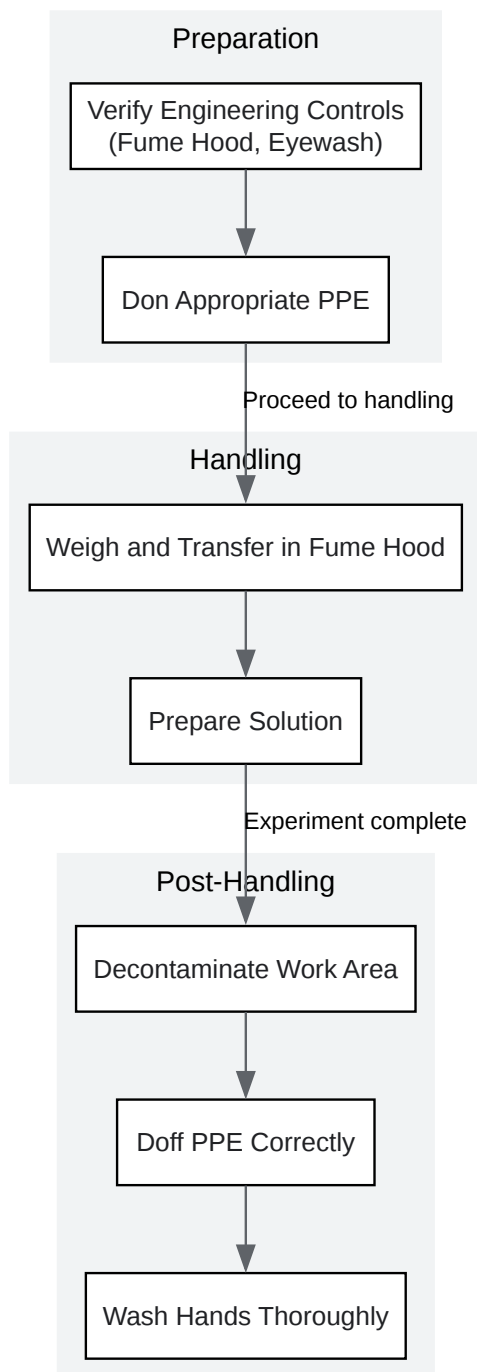 Preparation
Verify Engineering Controls
(Fume Hood, Eyewash)
Don Appropriate PPE
Proceed to handling
Handling
Weigh and Transfer in Fume Hood
Prepare Solution
Experiment complete
Post-Handling
Decontaminate Work Area
Doff PPE Correctly
Wash Hands Thoroughly